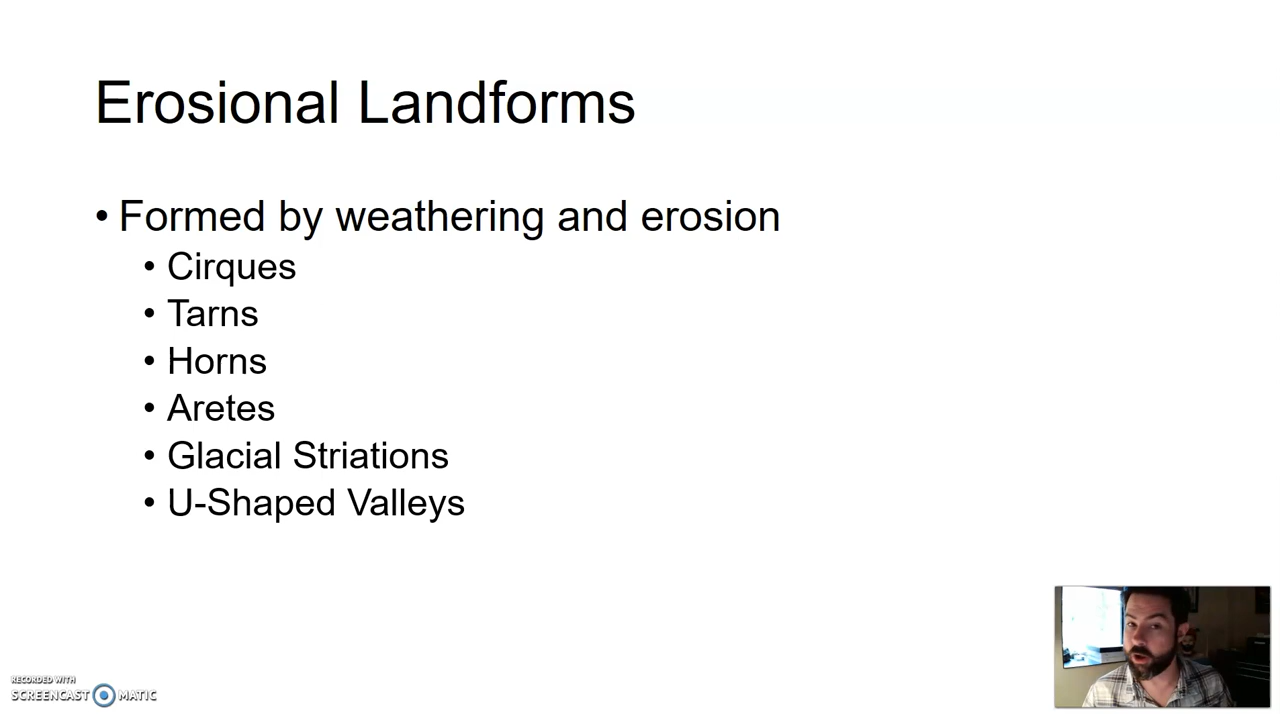 Erosional Landforms
• Formed by weathering and erosion
• Cirques
• Tarns
• Horns
• Aretes
• Glacial Striations
• U-Shaped Valleys
RECORDED WITH
SCREENCAST MATIC